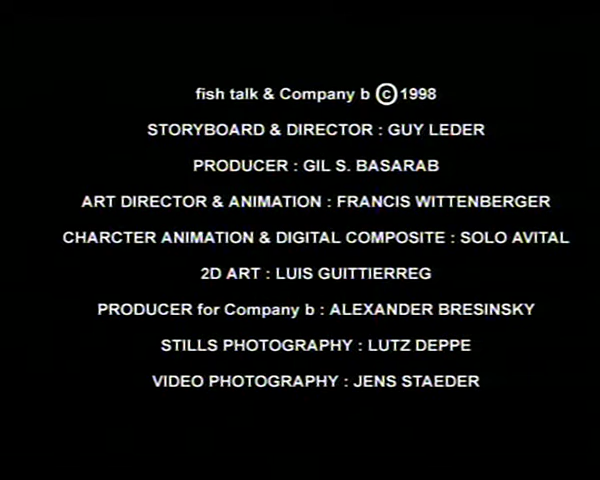 fish talk & Company b © 1998
STORYBOARD & DIRECTOR : GUY LEDER
PRODUCER : GIL S. BASARAB
ART DIRECTOR & ANIMATION : FRANCIS WITTENBERGER
CHARCTER ANIMATION & DIGITAL COMPOSITE : SOLO AVITAL
2D ART : LUIS GUITTIERREG
PRODUCER for Company b : ALEXANDER BRESINSKY
STILLS PHOTOGRAPHY : LUTZ DEPPE
VIDEO PHOTOGRAPHY : JENS STAEDER